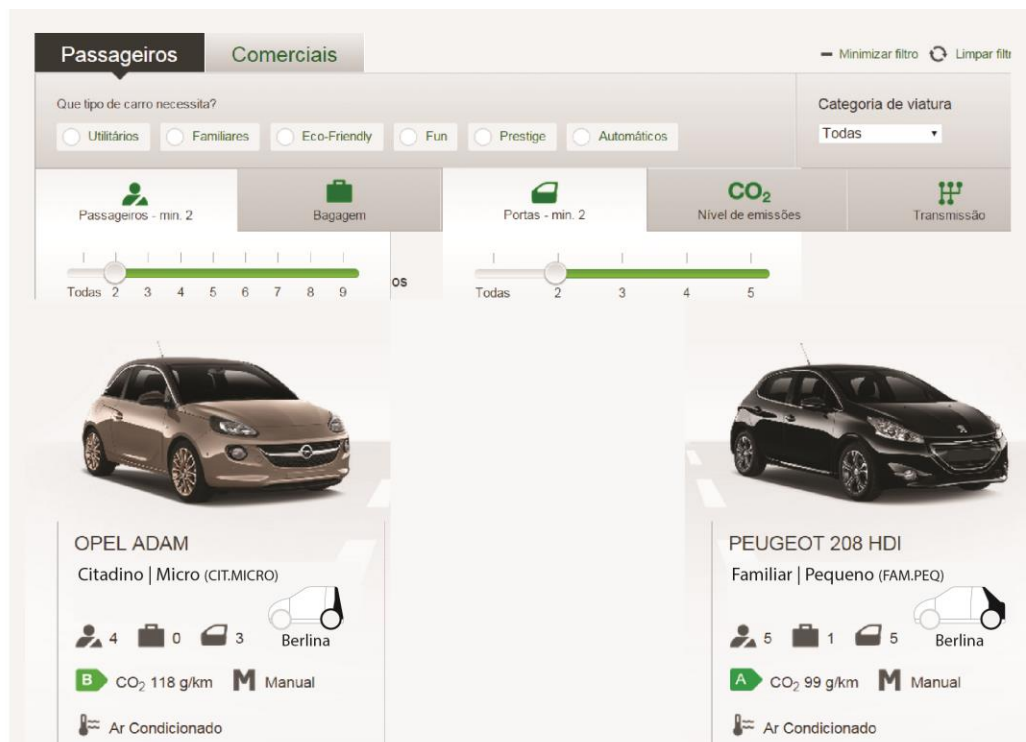 Passageiros Comerciais
Minimizar filtro Limpar filtr
Que tipo de carro necessita?
Categoria de viatura
Utilitários Familiares Eco-Friendly Fun Prestige Automáticos
Todas
CO2
Passageiros - min. 2 Bagagem Portas - min. 2 Nível de emissões Transmissão
os
Todas 2 3 4 5 6 7 8 9
Todas 2 3 4 5
OPEL ADAM
Citadino | Micro (CIT.MICRO)
4 0 3 Berlina
B CO2 118 g/km M Manual
Ar Condicionado
PEUGEOT 208 HDI
Familiar | Pequeno (FAM.PEQ)
5 1 5 Berlina
A CO2 99 g/km M Manual
Ar Condicionado